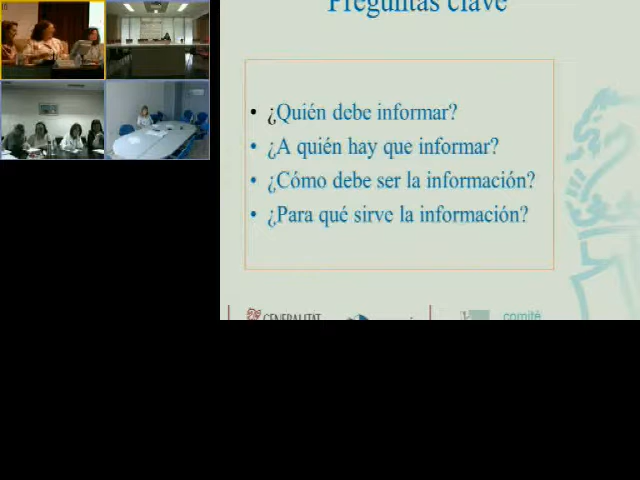 Preguntas clave
• ¿Quién debe informar?
• ¿A quién hay que informar?
• ¿Cómo debe ser la información?
• ¿Para qué sirve la información?
GENERALITAT
comité